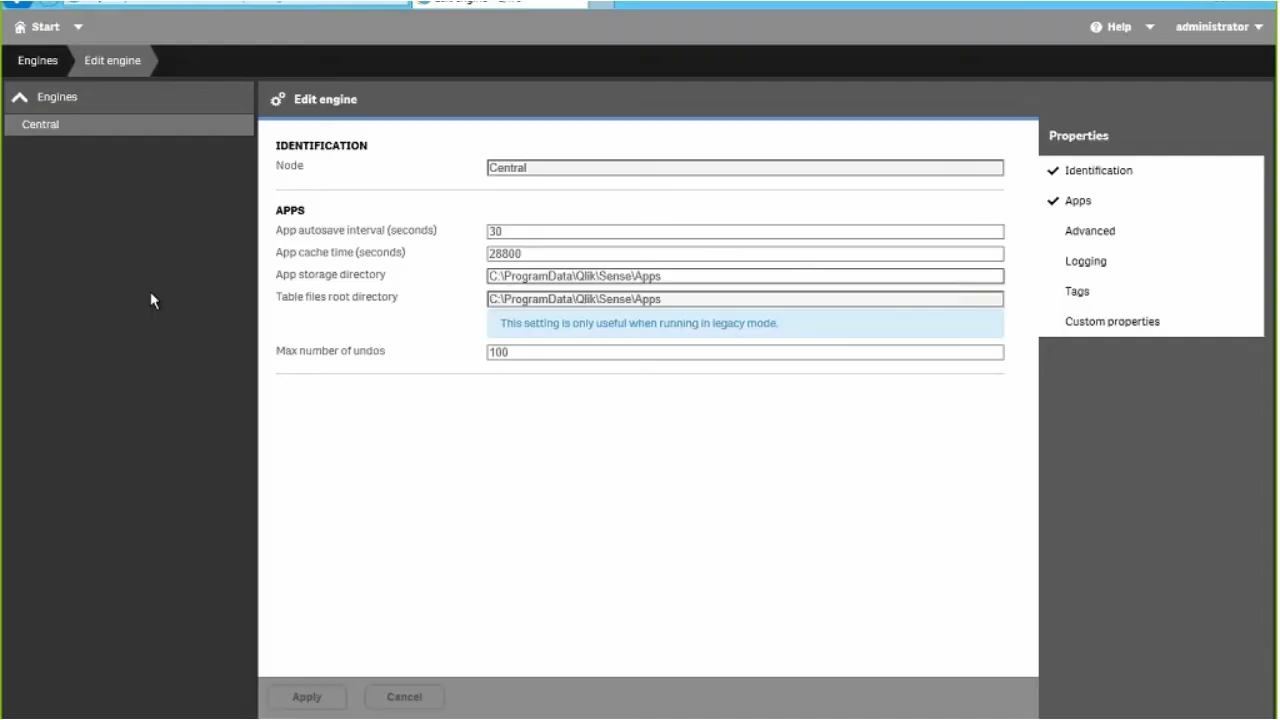 Start
Help
administrator
Engines
Edit engine
Engines
Central
Edit engine
IDENTIFICATION
Node
Central
APPS
App autosave interval (seconds)
30
App cache time (seconds)
28800
App storage directory
C:\ProgramData\Qlik\Sense\Apps
Table files root directory
C:\ProgramData\Qlik\Sense\Apps
This setting is only useful when running in legacy mode.
Max number of undos
100
Properties
Identification
Apps
Advanced
Logging
Tags
Custom properties
Apply
Cancel